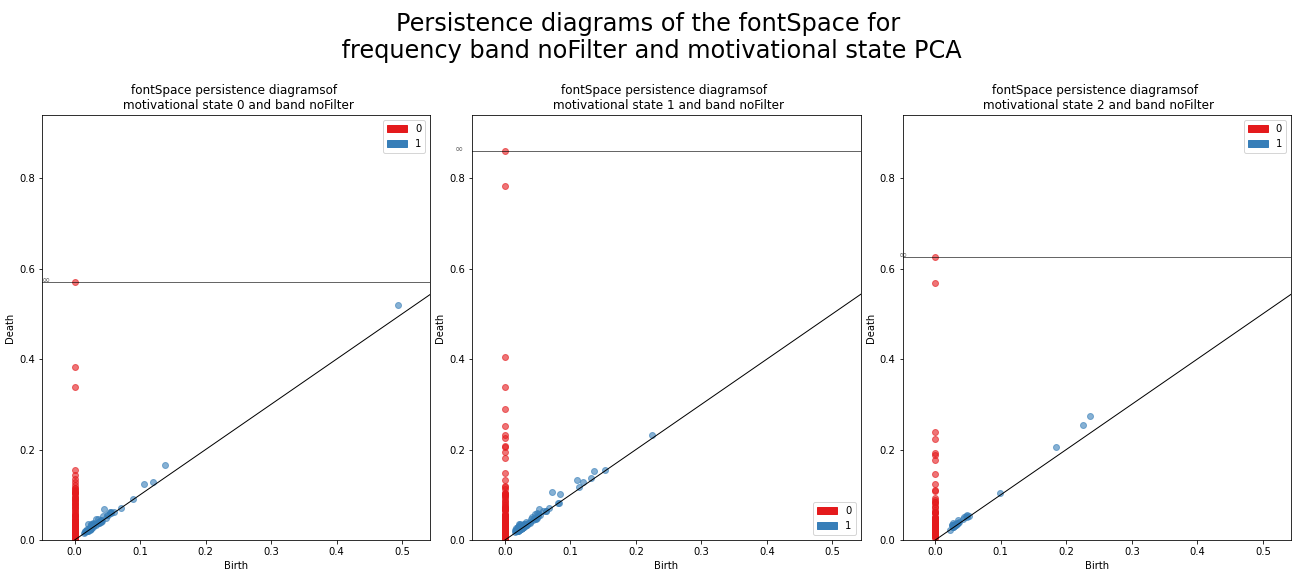 Persistence diagrams of the fontSpace for
frequency band noFilter and motivational state PCA
fontSpace persistence diagramsof
motivational state 0 and band noFilter
0
1
∞
0.8
0.6
0.4
0.2
0.0
Death
0.0 0.1 0.2 0.3 0.4 0.5
Birth
fontSpace persistence diagramsof
motivational state 1 and band noFilter
∞
0.8
0.6
0.4
0.2
0.0
Death
0
1
0.0 0.1 0.2 0.3 0.4 0.5
Birth
fontSpace persistence diagramsof
motivational state 2 and band noFilter
0
1
∞
0.8
0.6
0.4
0.2
0.0
Death
0.0 0.1 0.2 0.3 0.4 0.5
Birth